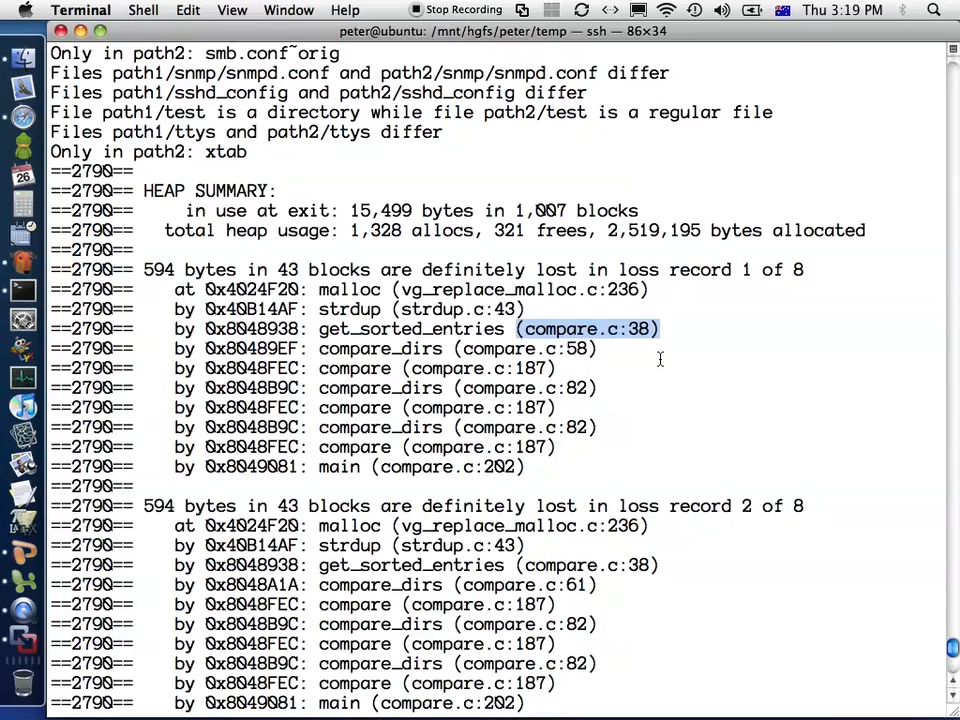 Terminal Shell Edit View Window Help Stop Recording Thu 3:19 PM
peter@ubuntu: /mnt/hgfs/peter/temp — ssh — 86×34
Only in path2: smb.conf~orig
Files path1/snmp/snmpd.conf and path2/snmp/snmpd.conf differ
Files path1/sshd_config and path2/sshd_config differ
File path1/test is a directory while file path2/test is a regular file
Files path1/ttys and path2/ttys differ
Only in path2: xtab
==2790==
==2790== HEAP SUMMARY:
==2790==     in use at exit: 15,499 bytes in 1,007 blocks
==2790==   total heap usage: 1,328 allocs, 321 frees, 2,519,195 bytes allocated
==2790==
==2790== 594 bytes in 43 blocks are definitely lost in loss record 1 of 8
==2790==    at 0x4024F20: malloc (vg_replace_malloc.c:236)
==2790==    by 0x40B14AF: strdup (strdup.c:43)
==2790==    by 0x8048938: get_sorted_entries (compare.c:38)
==2790==    by 0x80489EF: compare_dirs (compare.c:58)
==2790==    by 0x8048FEC: compare (compare.c:187)
==2790==    by 0x8048B9C: compare_dirs (compare.c:82)
==2790==    by 0x8048FEC: compare (compare.c:187)
==2790==    by 0x8048B9C: compare_dirs (compare.c:82)
==2790==    by 0x8048FEC: compare (compare.c:187)
==2790==    by 0x8049081: main (compare.c:202)
==2790==
==2790== 594 bytes in 43 blocks are definitely lost in loss record 2 of 8
==2790==    at 0x4024F20: malloc (vg_replace_malloc.c:236)
==2790==    by 0x40B14AF: strdup (strdup.c:43)
==2790==    by 0x8048938: get_sorted_entries (compare.c:38)
==2790==    by 0x8048A1A: compare_dirs (compare.c:61)
==2790==    by 0x8048FEC: compare (compare.c:187)
==2790==    by 0x8048B9C: compare_dirs (compare.c:82)
==2790==    by 0x8048FEC: compare (compare.c:187)
==2790==    by 0x8048B9C: compare_dirs (compare.c:82)
==2790==    by 0x8048FEC: compare (compare.c:187)
==2790==    by 0x8049081: main (compare.c:202)
26